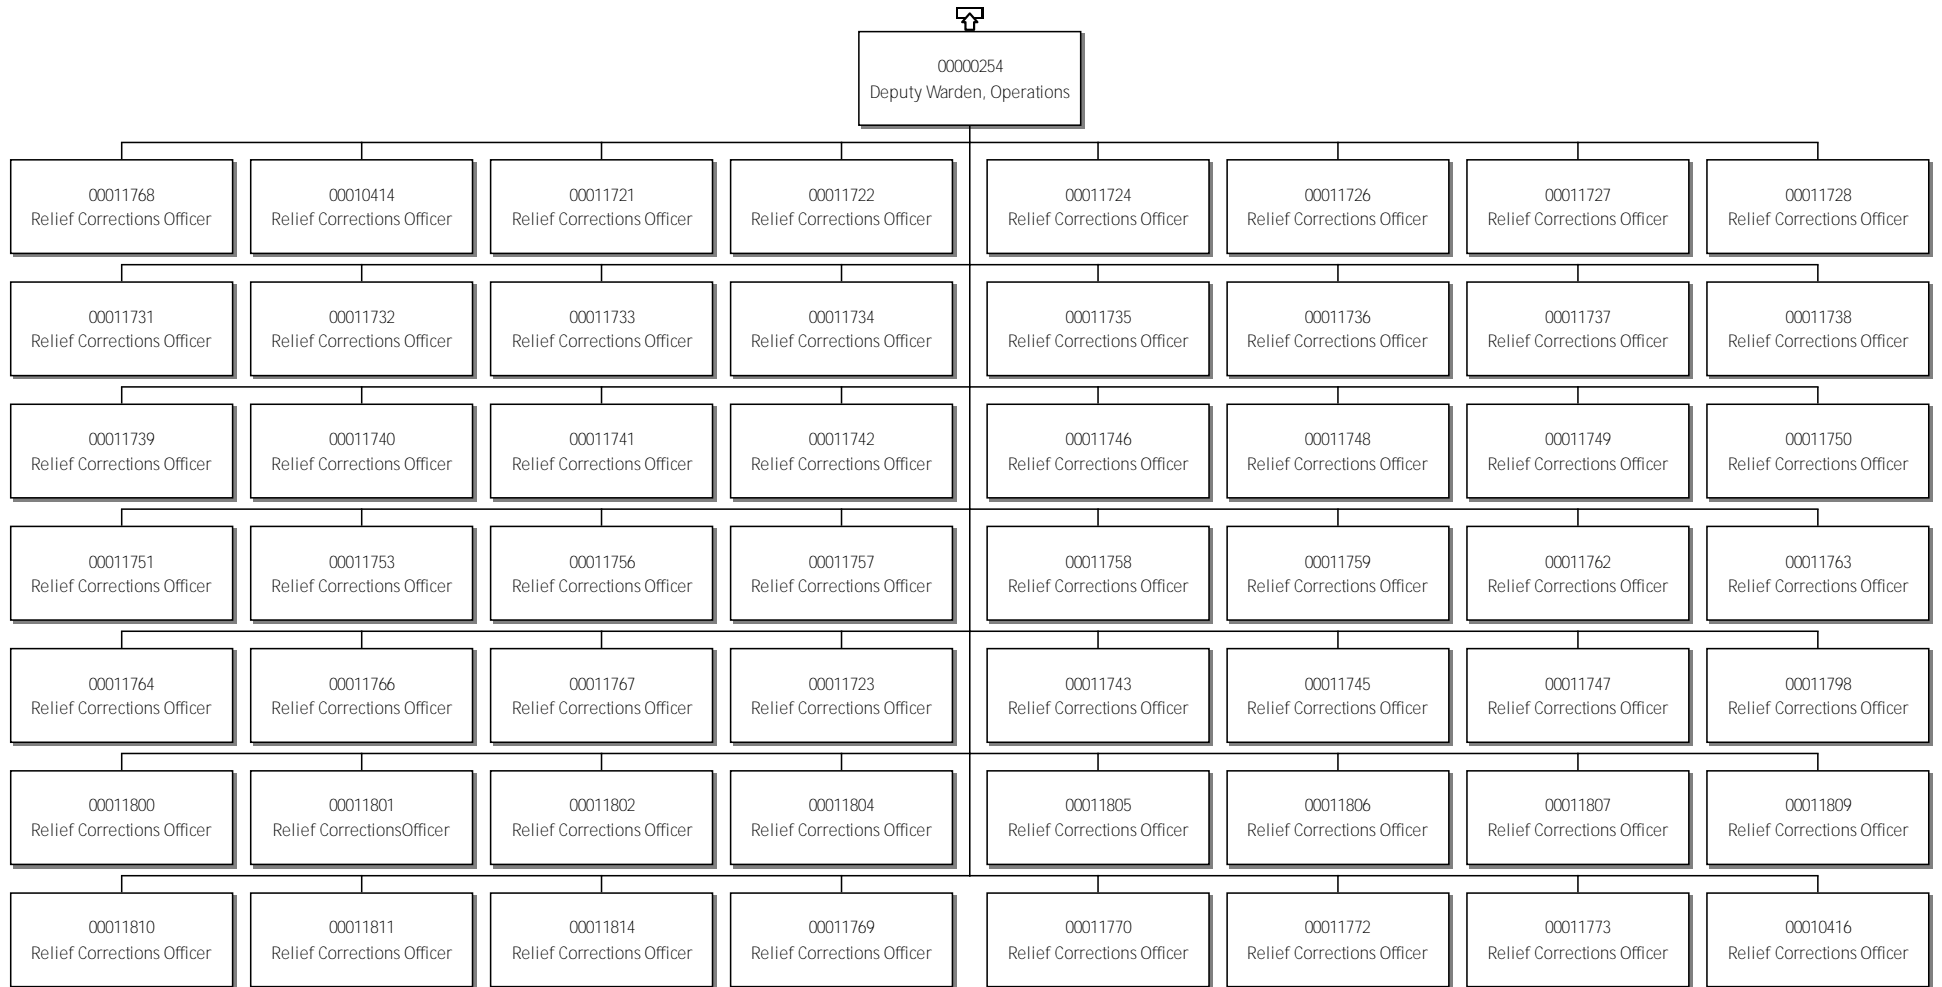 00000254
Deputy Warden, Operations
00011768
Relief Corrections Officer
00010414
Relief Corrections Officer
00011721
Relief Corrections Officer
00011722
Relief Corrections Officer
00011724
Relief Corrections Officer
00011726
Relief Corrections Officer
00011727
Relief Corrections Officer
00011728
Relief Corrections Officer
00011731
Relief Corrections Officer
00011732
Relief Corrections Officer
00011733
Relief Corrections Officer
00011734
Relief Corrections Officer
00011735
Relief Corrections Officer
00011736
Relief Corrections Officer
00011737
Relief Corrections Officer
00011738
Relief Corrections Officer
00011739
Relief Corrections Officer
00011740
Relief Corrections Officer
00011741
Relief Corrections Officer
00011742
Relief Corrections Officer
00011746
Relief Corrections Officer
00011748
Relief Corrections Officer
00011749
Relief Corrections Officer
00011750
Relief Corrections Officer
00011751
Relief Corrections Officer
00011753
Relief Corrections Officer
00011756
Relief Corrections Officer
00011757
Relief Corrections Officer
00011758
Relief Corrections Officer
00011759
Relief Corrections Officer
00011762
Relief Corrections Officer
00011763
Relief Corrections Officer
00011764
Relief Corrections Officer
00011766
Relief Corrections Officer
00011767
Relief Corrections Officer
00011723
Relief Corrections Officer
00011743
Relief Corrections Officer
00011745
Relief Corrections Officer
00011747
Relief Corrections Officer
00011798
Relief Corrections Officer
00011800
Relief Corrections Officer
00011801
Relief CorrectionsOfficer
00011802
Relief Corrections Officer
00011804
Relief Corrections Officer
00011805
Relief Corrections Officer
00011806
Relief Corrections Officer
00011807
Relief Corrections Officer
00011809
Relief Corrections Officer
00011810
Relief Corrections Officer
00011811
Relief Corrections Officer
00011814
Relief Corrections Officer
00011769
Relief Corrections Officer
00011770
Relief Corrections Officer
00011772
Relief Corrections Officer
00011773
Relief Corrections Officer
00010416
Relief Corrections Officer